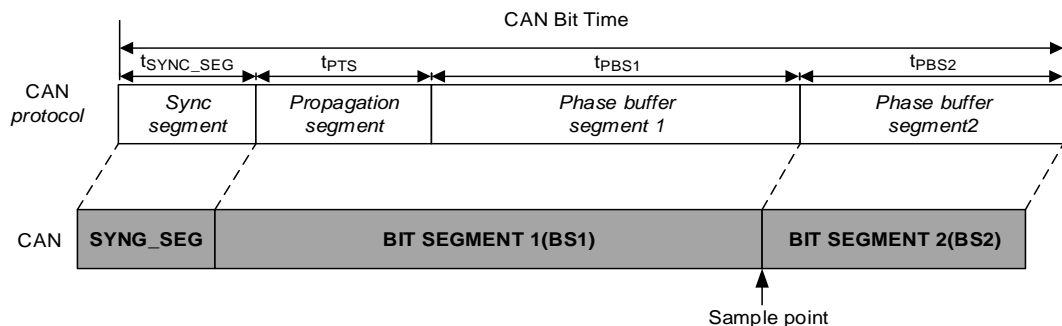 CAN Bit Time
tSYNC_SEG tPTS tPBS1 tPBS2
CAN protocol
Sync segment
Propagation segment
Phase buffer segment 1
Phase buffer segment2
CAN SYNG_SEG BIT SEGMENT 1(BS1) BIT SEGMENT 2(BS2)
Sample point